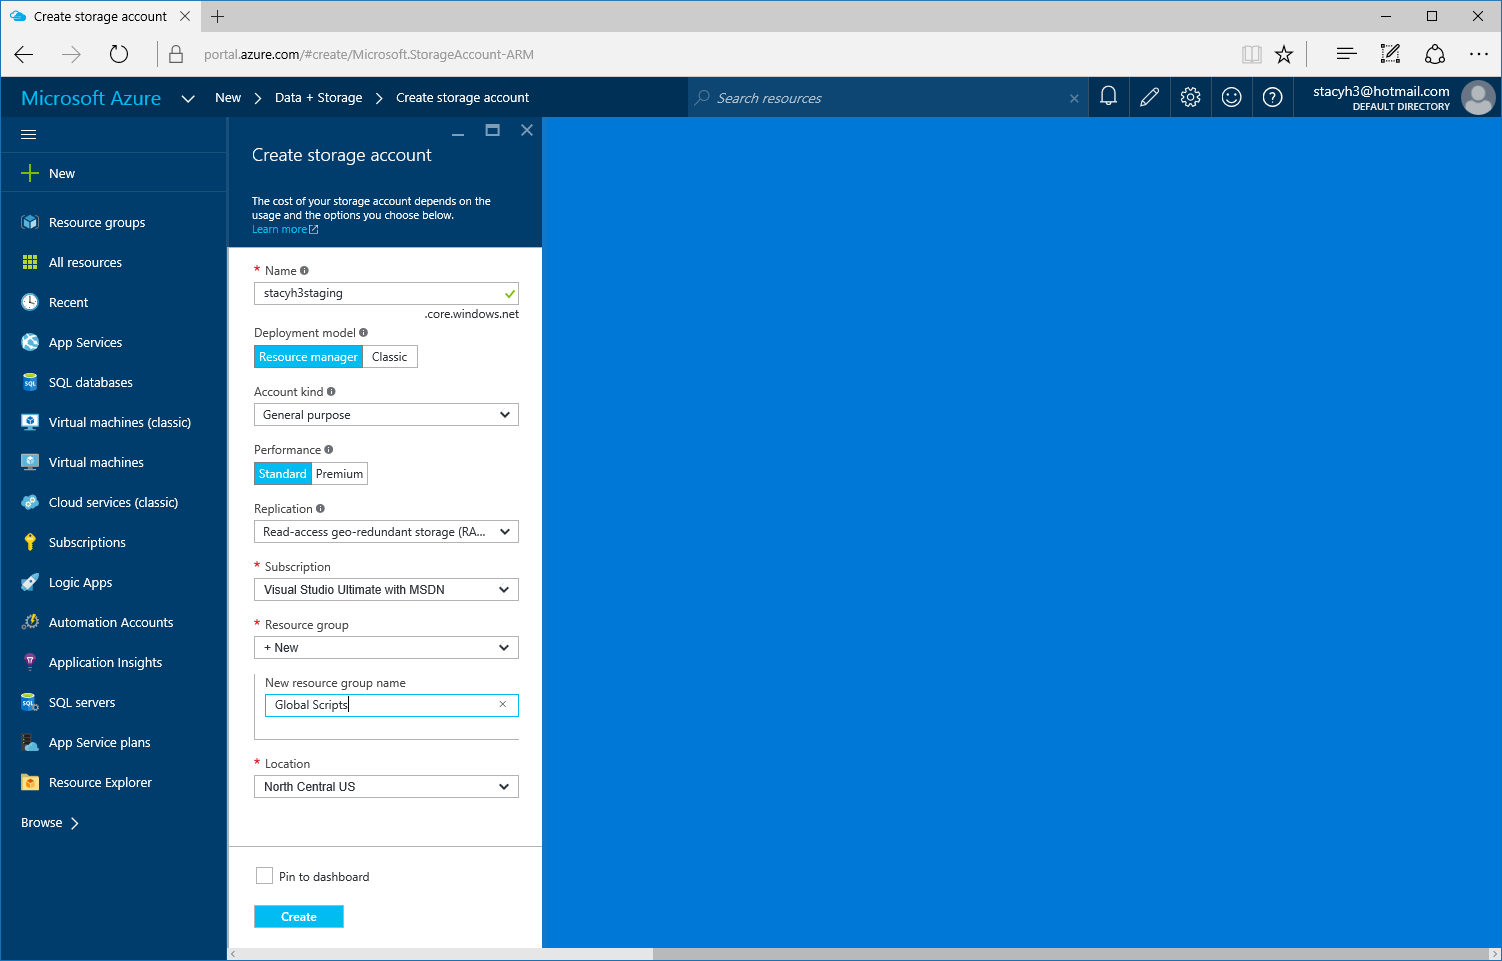 Create storage account
portal.azure.com/#create/Microsoft.StorageAccount-ARM
Microsoft Azure
New
Data + Storage
Create storage account
Search resources
stacyh3@hotmail.com
DEFAULT DIRECTORY
New
Resource groups
All resources
Recent
App Services
SQL databases
Virtual machines (classic)
Virtual machines
Cloud services (classic)
Subscriptions
Logic Apps
Automation Accounts
Application Insights
SQL servers
App Service plans
Resource Explorer
Browse
Create storage account
The cost of your storage account depends on the
usage and the options you choose below.
Learn more
* Name
stacyh3staging
.core.windows.net
Deployment model
Resource manager Classic
Account kind
General purpose
Performance
Standard Premium
Replication
Read-access geo-redundant storage (RA...
* Subscription
Visual Studio Ultimate with MSDN
* Resource group
+ New
New resource group name
Global Scripts
* Location
North Central US
Pin to dashboard
Create